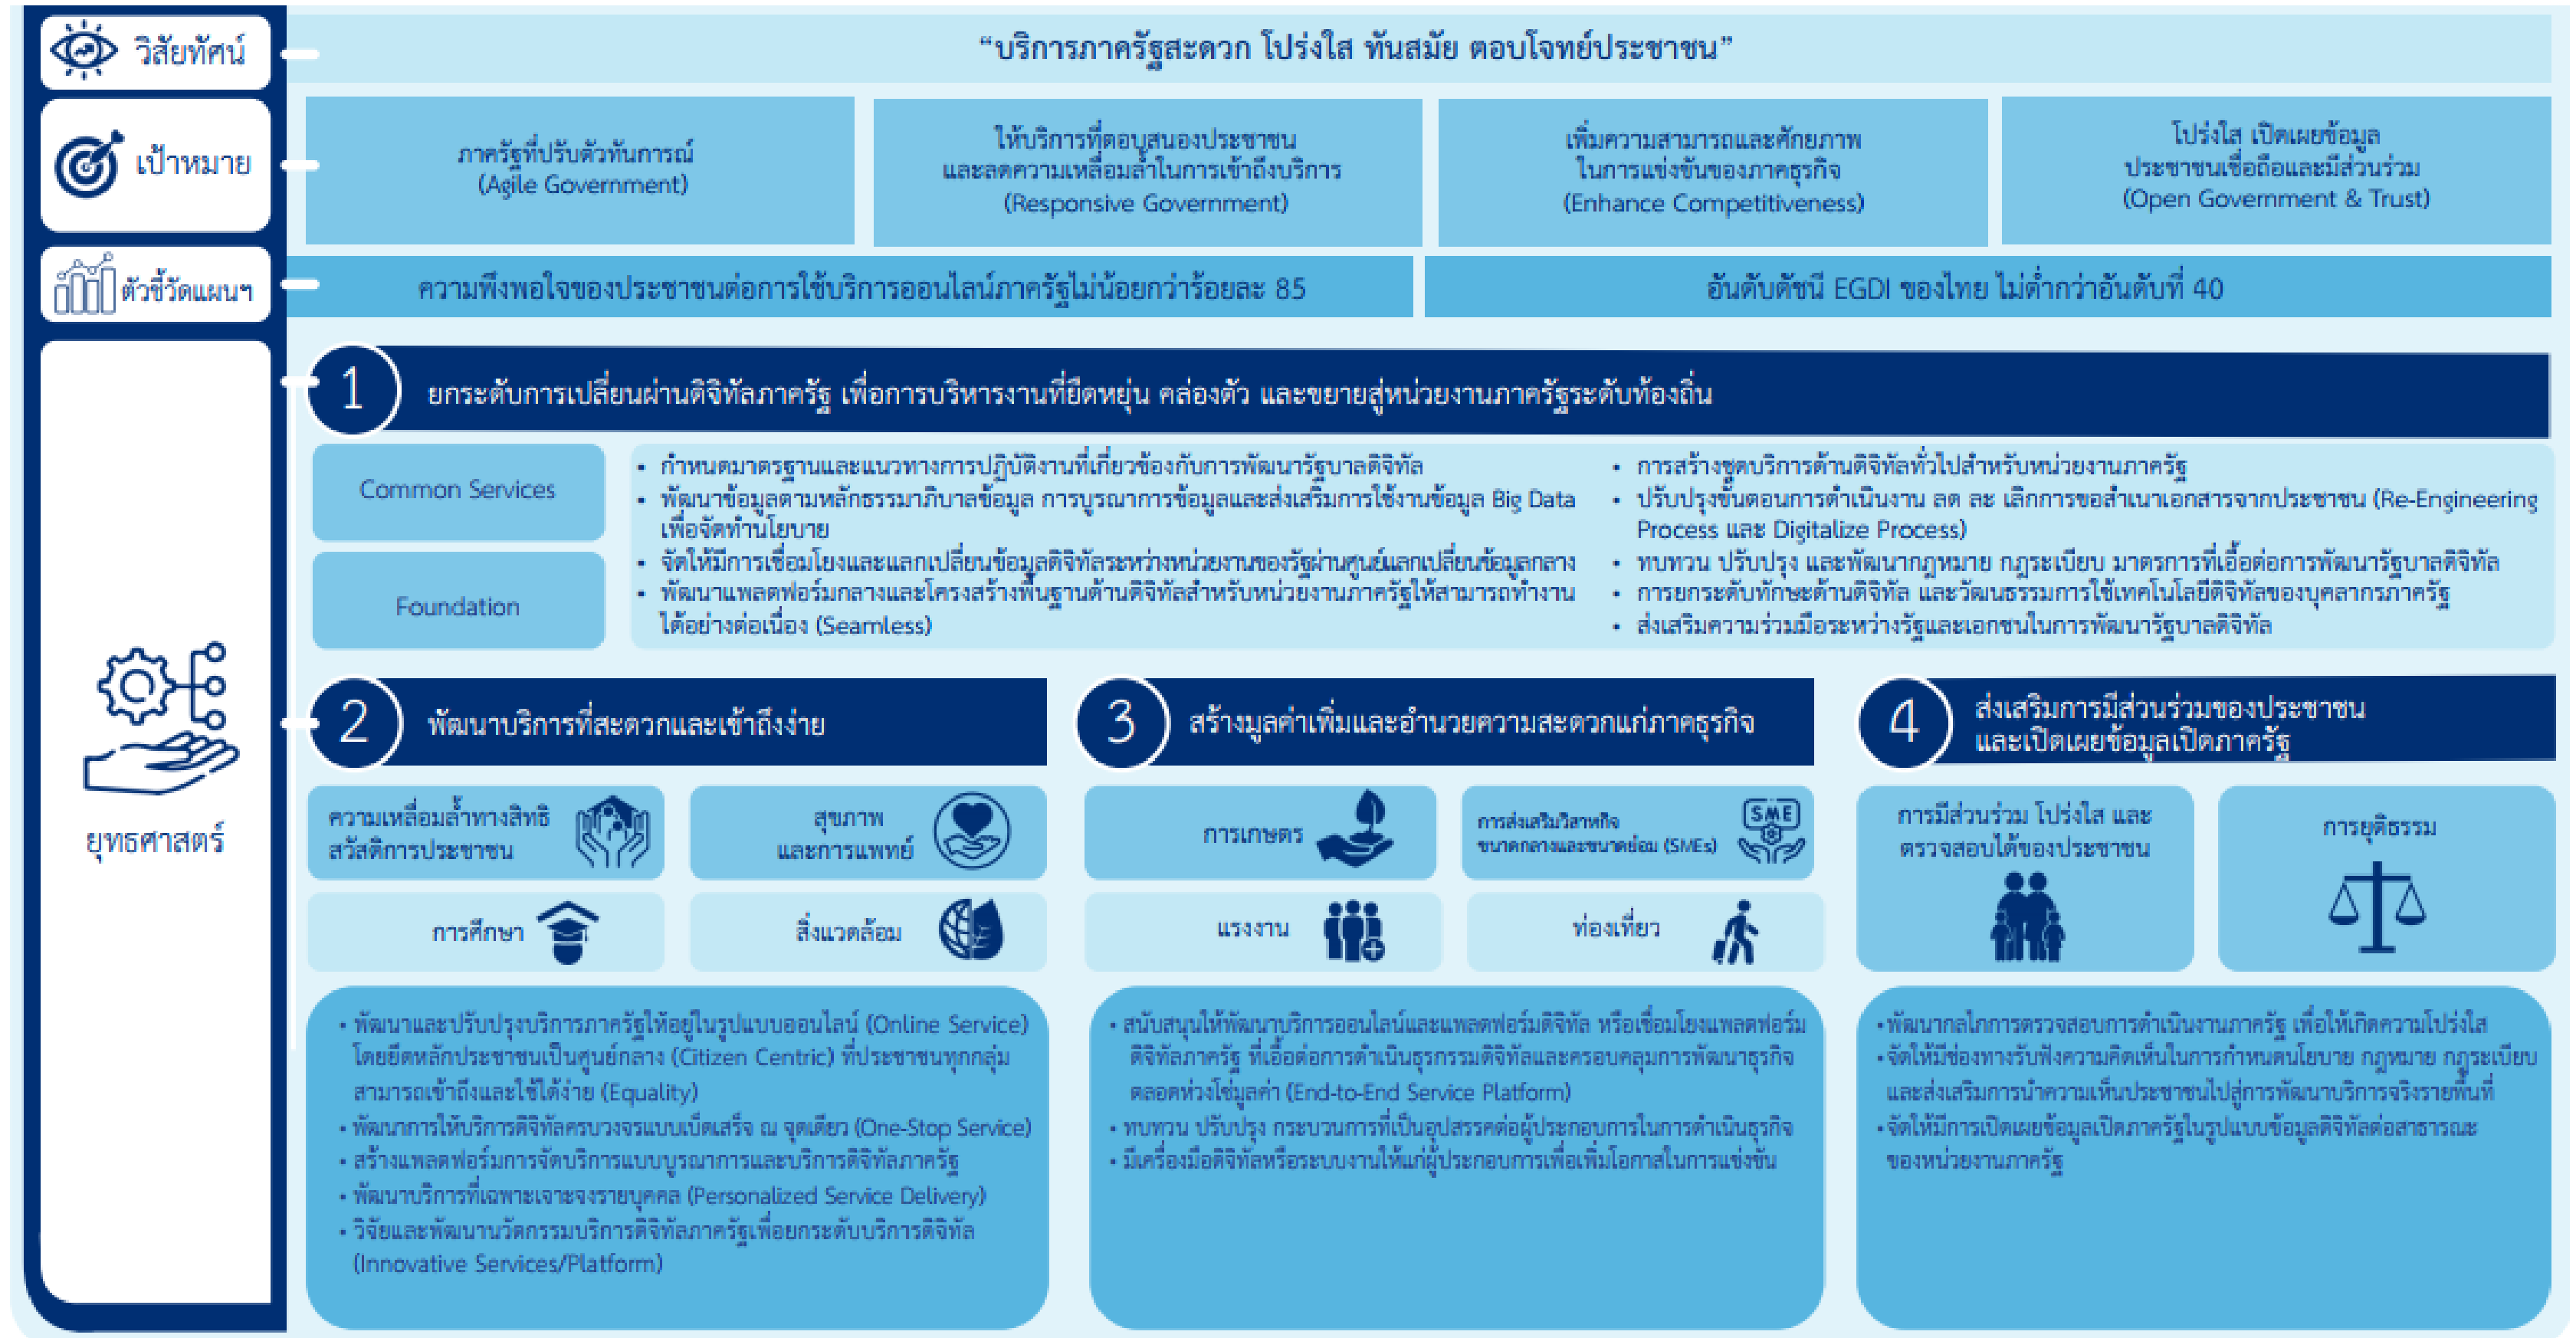 วิสัยทัศน์
“บริการภาครัฐสะดวก โปร่งใส ทันสมัย ตอบโจทย์ประชาชน”
เป้าหมาย
ภาครัฐที่ปรับตัวทันการณ์
(Agile Government)
ให้บริการที่ตอบสนองประชาชน
และลดความเหลื่อมล้ำในการเข้าถึงบริการ
(Responsive Government)
เพิ่มความสามารถและศักยภาพ
ในการแข่งขันของภาคธุรกิจ
(Enhance Competitiveness)
โปร่งใส เปิดเผยข้อมูล
ประชาชนเชื่อถือและมีส่วนร่วม
(Open Government & Trust)
ตัวชี้วัดแผนฯ
ความพึงพอใจของประชาชนต่อการใช้บริการออนไลน์ภาครัฐไม่น้อยกว่าร้อยละ 85
อันดับดัชนี EGDI ของไทย ไม่ต่ำกว่าอันดับที่ 40
ยุทธศาสตร์
1
ยกระดับการเปลี่ยนผ่านดิจิทัลภาครัฐ เพื่อการบริหารงานที่ยืดหยุ่น คล่องตัว และขยายสู่หน่วยงานภาครัฐระดับท้องถิ่น
Common Services
Foundation
• กำหนดมาตรฐานและแนวทางการปฏิบัติงานที่เกี่ยวข้องกับการพัฒนารัฐบาลดิจิทัล
• พัฒนาข้อมูลตามหลักธรรมาภิบาลข้อมูล การบูรณาการข้อมูลและส่งเสริมการใช้งานข้อมูล Big Data
เพื่อจัดทำนโยบาย
• จัดให้มีการเชื่อมโยงและแลกเปลี่ยนข้อมูลดิจิทัลระหว่างหน่วยงานของรัฐผ่านศูนย์แลกเปลี่ยนข้อมูลกลาง
• พัฒนาแพลตฟอร์มกลางและโครงสร้างพื้นฐานด้านดิจิทัลสำหรับหน่วยงานภาครัฐให้สามารถทำงาน
ได้อย่างต่อเนื่อง (Seamless)
• การสร้างชุดบริการด้านดิจิทัลทั่วไปสำหรับหน่วยงานภาครัฐ
• ปรับปรุงขั้นตอนการดำเนินงาน ลด ละ เลิกการขอสำเนาเอกสารจากประชาชน (Re-Engineering
Process และ Digitalize Process)
• ทบทวน ปรับปรุง และพัฒนากฎหมาย กฎระเบียบ มาตรการที่เอื้อต่อการพัฒนารัฐบาลดิจิทัล
• การยกระดับทักษะด้านดิจิทัล และวัฒนธรรมการใช้เทคโนโลยีดิจิทัลของบุคลากรภาครัฐ
• ส่งเสริมความร่วมมือระหว่างรัฐและเอกชนในการพัฒนารัฐบาลดิจิทัล
2
พัฒนาบริการที่สะดวกและเข้าถึงง่าย
ความเหลื่อมล้ำทางสิทธิ
สวัสดิการประชาชน
สุขภาพ
และการแพทย์
การศึกษา
สิ่งแวดล้อม
• พัฒนาและปรับปรุงบริการภาครัฐให้อยู่ในรูปแบบออนไลน์ (Online Service)
โดยยึดหลักประชาชนเป็นศูนย์กลาง (Citizen Centric) ที่ประชาชนทุกกลุ่ม
สามารถเข้าถึงและใช้ได้ง่าย (Equality)
• พัฒนาการให้บริการดิจิทัลครบวงจรแบบเบ็ดเสร็จ ณ จุดเดียว (One-Stop Service)
• สร้างแพลตฟอร์มการจัดบริการแบบบูรณาการและบริการดิจิทัลภาครัฐ
• พัฒนาบริการที่เฉพาะเจาะจงรายบุคคล (Personalized Service Delivery)
• วิจัยและพัฒนานวัตกรรมบริการดิจิทัลภาครัฐเพื่อยกระดับบริการดิจิทัล
(Innovative Services/Platform)
3
สร้างมูลค่าเพิ่มและอำนวยความสะดวกแก่ภาคธุรกิจ
การเกษตร
การส่งเสริมวิสาหกิจ
ขนาดกลางและขนาดย่อม (SMEs)
SME
แรงงาน
ท่องเที่ยว
• สนับสนุนให้พัฒนาบริการออนไลน์และแพลตฟอร์มดิจิทัล หรือเชื่อมโยงแพลตฟอร์ม
ดิจิทัลภาครัฐ ที่เอื้อต่อการดำเนินธุรกรรมดิจิทัลและครอบคลุมการพัฒนาธุรกิจ
ตลอดห่วงโซ่มูลค่า (End-to-End Service Platform)
• ทบทวน ปรับปรุง กระบวนการที่เป็นอุปสรรคต่อผู้ประกอบการในการดำเนินธุรกิจ
• มีเครื่องมือดิจิทัลหรือระบบงานให้แก่ผู้ประกอบการเพื่อเพิ่มโอกาสในการแข่งขัน
4
ส่งเสริมการมีส่วนร่วมของประชาชน
และเปิดเผยข้อมูลเปิดภาครัฐ
การมีส่วนร่วม โปร่งใส และ
ตรวจสอบได้ของประชาชน
การยุติธรรม
• พัฒนากลไกการตรวจสอบการดำเนินงานภาครัฐ เพื่อให้เกิดความโปร่งใส
• จัดให้มีช่องทางรับฟังความคิดเห็นในการกำหนดนโยบาย กฎหมาย กฎระเบียบ
และส่งเสริมการนำความเห็นประชาชนไปสู่การพัฒนาบริการจริงรายพื้นที่
• จัดให้มีการเปิดเผยข้อมูลเปิดภาครัฐในรูปแบบข้อมูลดิจิทัลต่อสาธารณะ
ของหน่วยงานภาครัฐ